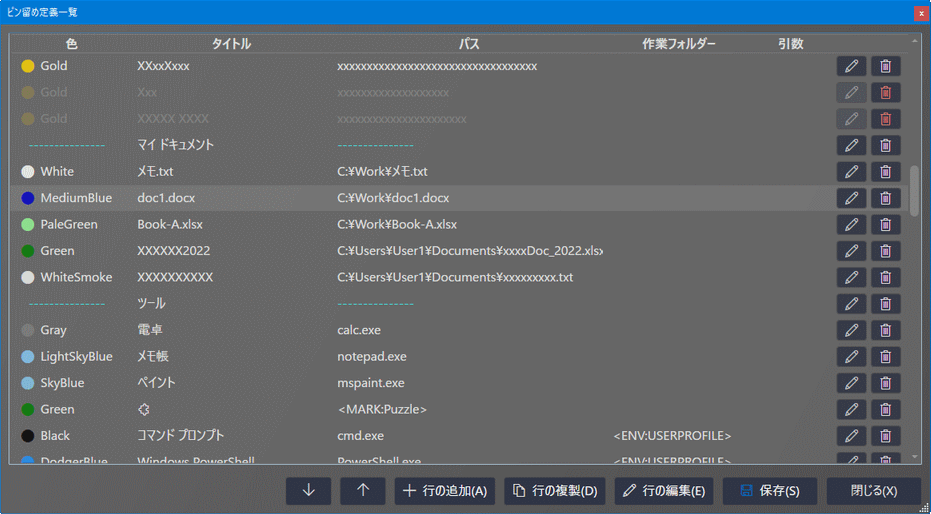 ピン留め定義一覧
色 タイトル パス 作業フォルダー 引数
Gold XXxxXxxx xxxxxxxxxxxxxxxxxxxxxxxxxxxxxxxxxx
Gold Xxx xxxxxxxxxxxxxxxxxxx
Gold XXXXX XXXX xxxxxxxxxxxxxxxxxxxxxx
--------------- マイ ドキュメント ---------------
White メモ.txt C:¥Work¥メモ.txt
MediumBlue doc1.docx C:¥Work¥doc1.docx
PaleGreen Book-A.xlsx C:¥Work¥Book-A.xlsx
Green XXXXXX2022 C:¥Users¥User1¥Documents¥xxxxDoc_2022.xlsx
WhiteSmoke XXXXXXXXXX C:¥Users¥User1¥Documents¥xxxxxxxxx.txt
--------------- ツール ---------------
Gray 電卓 calc.exe
LightSkyBlue メモ帳 notepad.exe
SkyBlue ペイント mspaint.exe
Green <MARK:Puzzle>
Black コマンド プロンプト cmd.exe <ENV:USERPROFILE>
DodgerBlue Windows PowerShell PowerShell.exe <ENV:USERPROFILE>
行の追加(A) 行の複製(D) 行の編集(E) 保存(S) 閉じる(X)